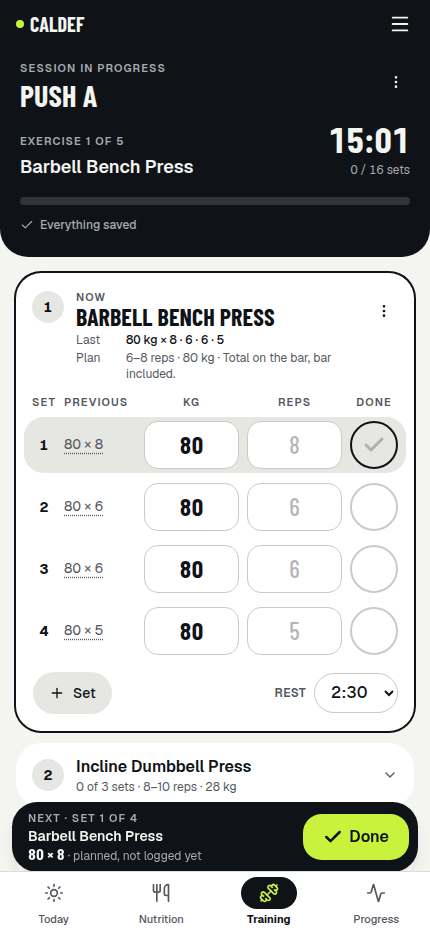 CALDEF
SESSION IN PROGRESS
PUSH A
EXERCISE 1 OF 5
Barbell Bench Press
15:01
0 / 16 sets
Everything saved
1
NOW
BARBELL BENCH PRESS
Last 80 kg × 8 · 6 · 6 · 5
Plan 6–8 reps · 80 kg · Total on the bar, bar
included.
SET PREVIOUS KG REPS DONE
1 80 × 8 80 8
2 80 × 6 80 6
3 80 × 6 80 6
4 80 × 5 80 5
+ Set REST 2:30
2
Incline Dumbbell Press
0 of 3 sets · 8–10 reps · 28 kg
NEXT · SET 1 OF 4
Barbell Bench Press
80 × 8 · planned, not logged yet
Done
Today Nutrition Training Progress